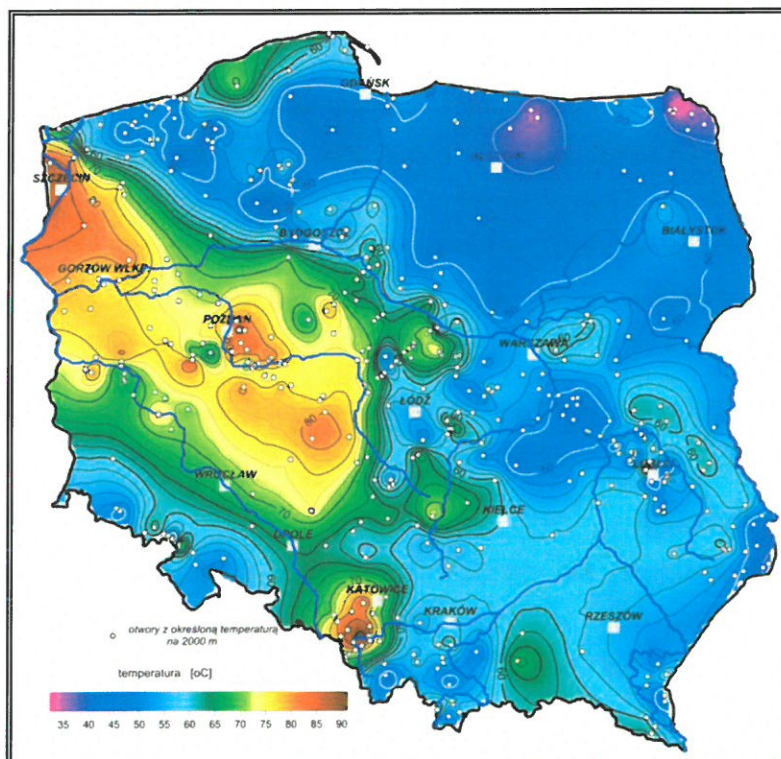 GDAŃSK
SZCZECIN
BYDGOSZCZ
BIAŁYSTOK
GORZÓW WLKP.
POZNAŃ
WARSZAWA
ŁÓDŹ
WROCŁAW
KIELCE
OPOLE
KATOWICE
KRAKÓW
RZESZÓW
otwory z określoną temperaturą
na 2000 m
temperatura [oC]
35 40 45 50 55 60 65 70 75 80 85 90